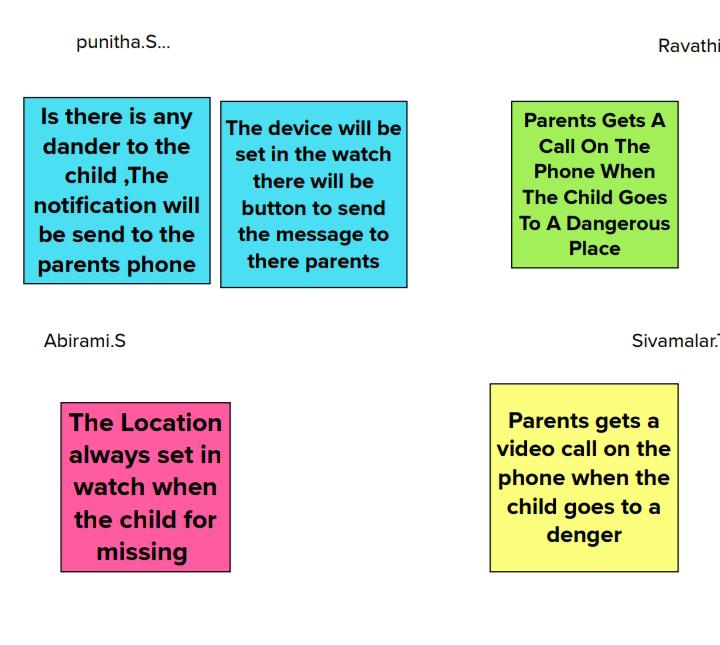 punitha.S...
Is there is any
dander to the
child ,The
notification will
be send to the
parents phone
The device will be
set in the watch
there will be
button to send
the message to
there parents
Ravathi
Parents Gets A
Call On The
Phone When
The Child Goes
To A Dangerous
Place
Abirami.S
The Location
always set in
watch when
the child for
missing
Sivamalar.T
Parents gets a
video call on the
phone when the
child goes to a
denger